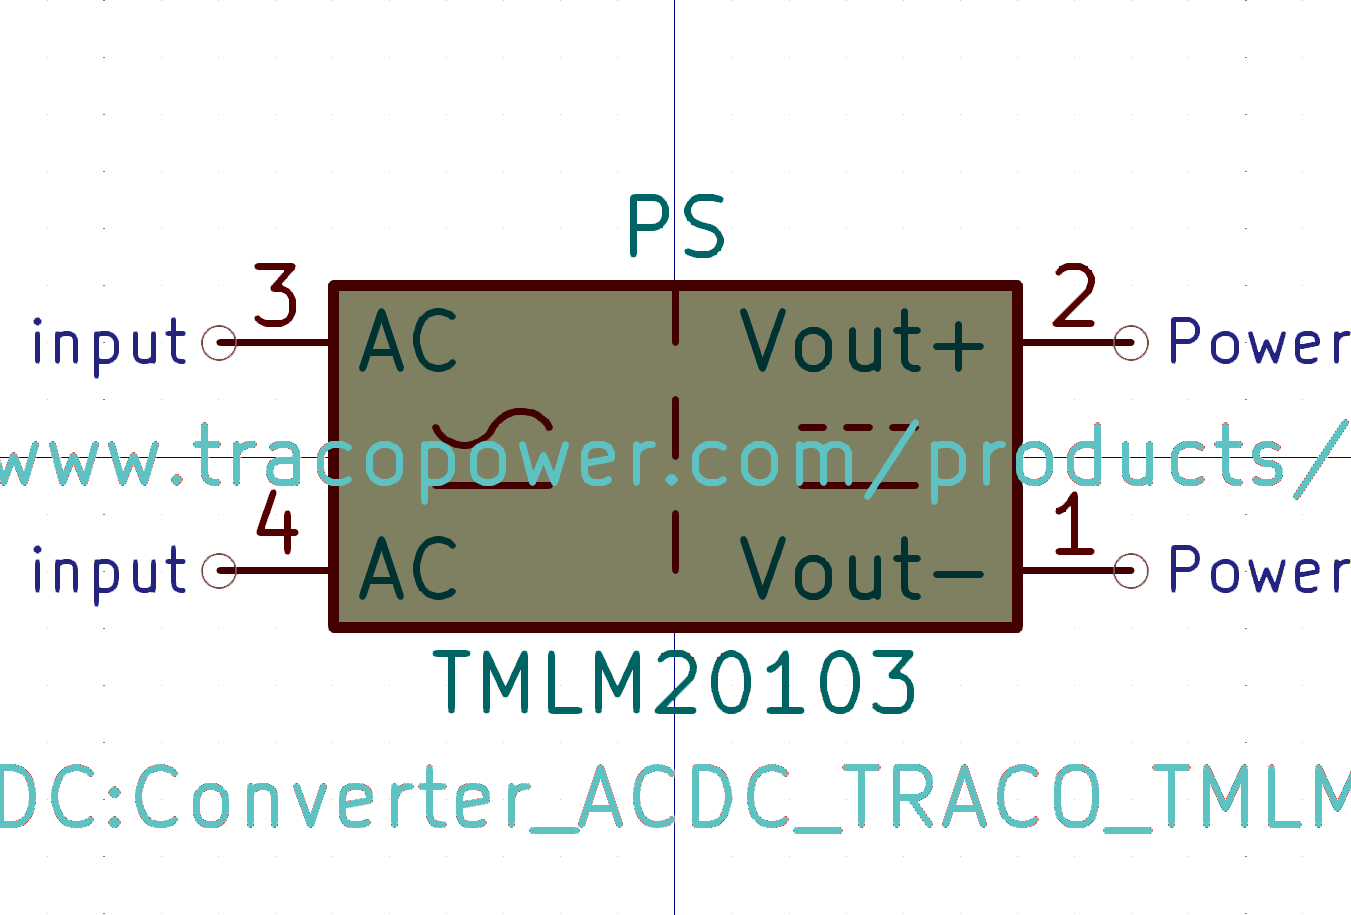 PS
3 2
input AC Vout+ Power
www.tracopower.com/products/
4 1
input AC Vout- Power
TMLM20103
DC:Converter_ACDC_TRACO_TMLM